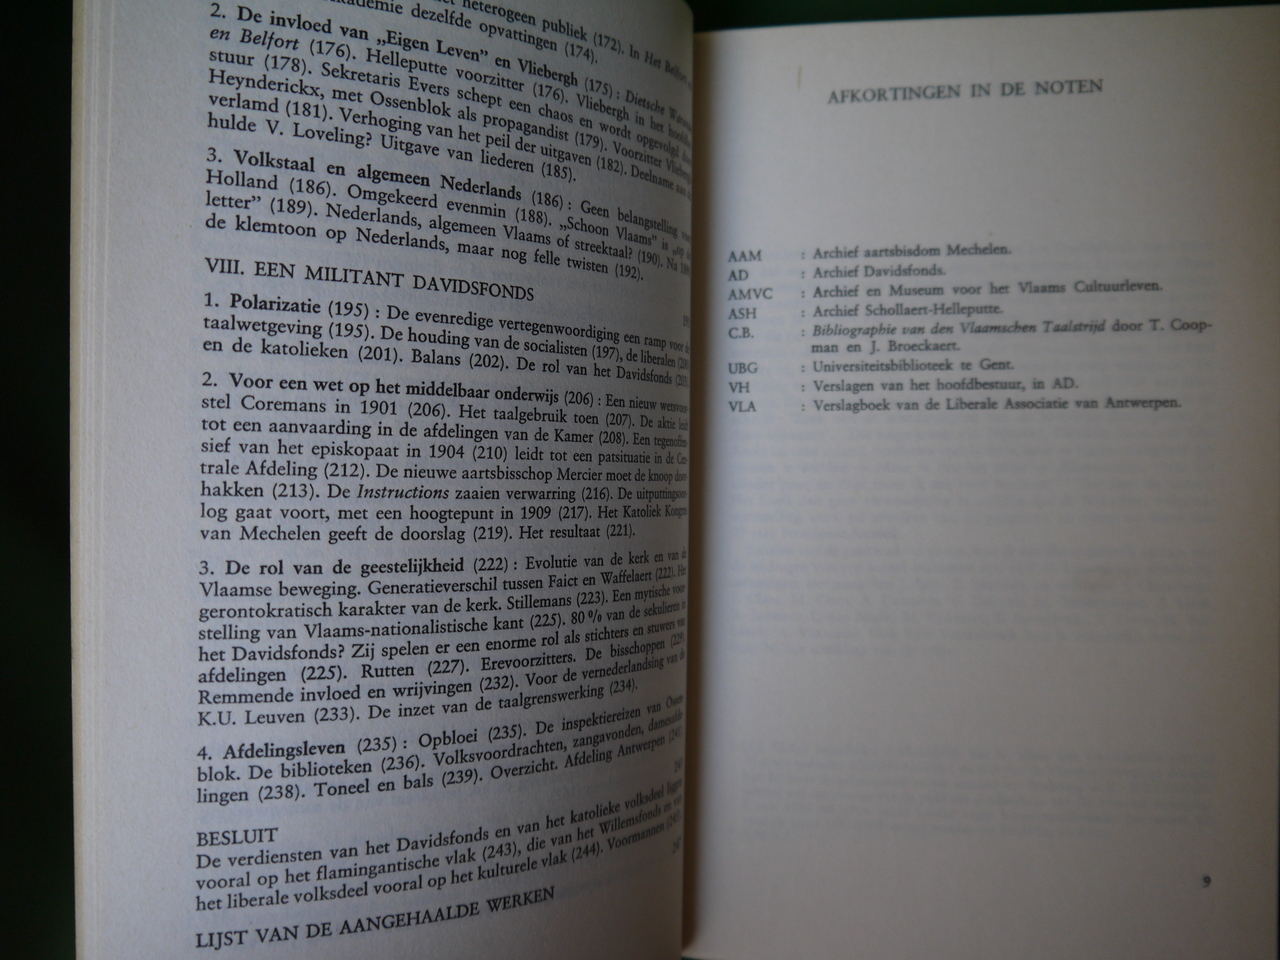 heterogeen publiek (172). In Het Belfort
dezelfde opvattingen (174).
2. De invloed van „Eigen Leven” en Vliebergh (175) : Dietsche Warande
en Belfort (176). Helleputte voorzitter (176). Vliebergh in het hoofdbe-
stuur (178). Sekretaris Evers schept een chaos en wordt opgevolgd door
Heynderickx, met Ossenblok als propagandist (179). Voorzitter Vliebergh
verlamd (181). Verhoging van het peil der uitgaven (182). Deelname aan de
hulde V. Loveling? Uitgave van liederen (185).
3. Volkstaal en algemeen Nederlands (186) : Geen belangstelling voor
Holland (186). Omgekeerd evenmin (188). „Schoon Vlaams” is „op de
letter” (189). Nederlands, algemeen Vlaams of streektaal? (190). Na
de klemtoon op Nederlands, maar nog felle twisten (192).
VIII. EEN MILITANT DAVIDSFONDS
1. Polarizatie (195) : De evenredige vertegenwoordiging een ramp voor de
taalwetgeving (195). De houding van de socialisten (197), de liberalen
en de katolieken (201). Balans (202). De rol van het Davidsfonds
2. Voor een wet op het middelbaar onderwijs (206) : Een nieuw wetsvoor-
stel Coremans in 1901 (206). Het taalgebruik toen (207). De aktie leidt
tot een aanvaarding in de afdelingen van de Kamer (208). Een tegenoffen-
sief van het episkopaat in 1904 (210) leidt tot een patsituatie in de Cen-
trale Afdeling (212). De nieuwe aartsbisschop Mercier moet de knoop door-
hakken (213). De Instructions zaaien verwarring (216). De uitputtingsoor-
log gaat voort, met een hoogtepunt in 1909 (217). Het Katoliek Kongres
van Mechelen geeft de doorslag (219). Het resultaat (221).
3. De rol van de geestelijkheid (222) : Evolutie van de kerk en van de
Vlaamse beweging. Generatieverschil tussen Faict en Waffelaert (222). Het
gerontokratisch karakter van de kerk. Stillemans (223). Een mytische voor-
stelling van Vlaams-nationalistische kant (225). 80 % van de sekulieren in
het Davidsfonds? Zij spelen er een enorme rol als stichters en stuwers van
afdelingen (225). Rutten (227). Erevoorzitters. De bisschoppen (229).
Remmende invloed en wrijvingen (232). Voor de vernederlandsing van de
K.U. Leuven (233). De inzet van de taalgrenswerking (234).
4. Afdelingsleven (235) : Opbloei (235). De inspektiereizen van Ossen-
blok. De biblioteken (236). Volksvoordrachten, zangavonden, damesafde-
lingen (238). Toneel en bals (239). Overzicht. Afdeling Antwerpen
BESLUIT
De verdiensten van het Davidsfonds en van het katolieke volksdeel liggen
vooral op het flamingantische vlak (243), die van het Willemsfonds en van
het liberale volksdeel vooral op het kulturele vlak (244). Voormannen
LIJST VAN DE AANGEHAALDE WERKEN
AFKORTINGEN IN DE NOTEN
AAM : Archief aartsbisdom Mechelen.
AD : Archief Davidsfonds.
AMVC : Archief en Museum voor het Vlaams Cultuurleven.
ASH : Archief Schollaert-Helleputte.
C.B. : Bibliographie van den Vlaamschen Taalstrijd door T. Coop-
man en J. Broeckaert.
UBG : Universiteitsbiblioteek te Gent.
VH : Verslagen van het hoofdbestuur, in AD.
VLA : Verslagboek van de Liberale Associatie van Antwerpen.
9